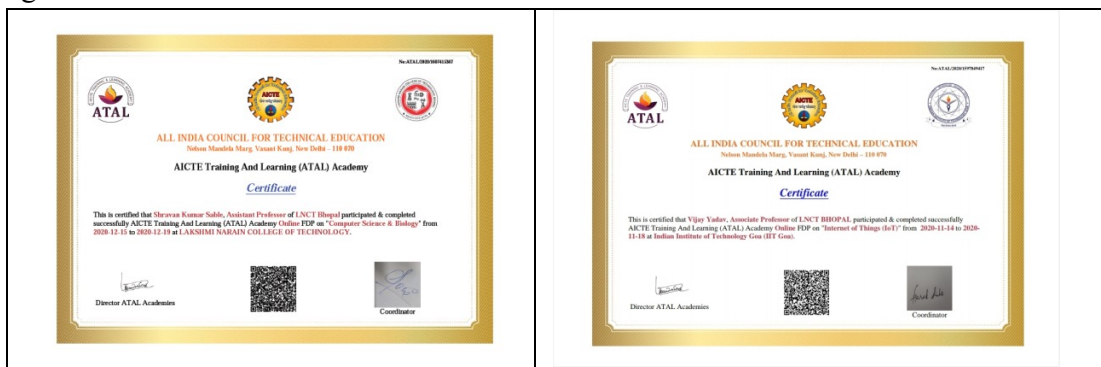 No:ATAL/2020/1607411587
ATAL
AICTE
ALL INDIA COUNCIL FOR TECHNICAL EDUCATION
Nelson Mandela Marg, Vasant Kunj, New Delhi – 110 070
AICTE Training And Learning (ATAL) Academy
Certificate
This is certified that Shravan Kumar Sable, Assistant Professor of LNCT Bhopal participated & completed
successfully AICTE Training And Learning (ATAL) Academy Online FDP on "Computer Science & Biology" from
2020-12-15 to 2020-12-19 at LAKSHMI NARAIN COLLEGE OF TECHNOLOGY.
Director ATAL Academies
Coordinator
ATAL
AICTE
ALL INDIA COUNCIL FOR TECHNICAL EDUCATION
Nelson Mandela Marg, Vasant Kunj, New Delhi – 110 070
AICTE Training And Learning (ATAL) Academy
Certificate
This is certified that Vijay Yadav, Associate Professor of LNCT BHOPAL participated & completed successfully
AICTE Training And Learning (ATAL) Academy Online FDP on "Internet of Things (IoT)" from 2020-11-14 to 2020-
11-18 at Indian Institute of Technology Goa (IIT Goa).
Director ATAL Academies
Coordinator